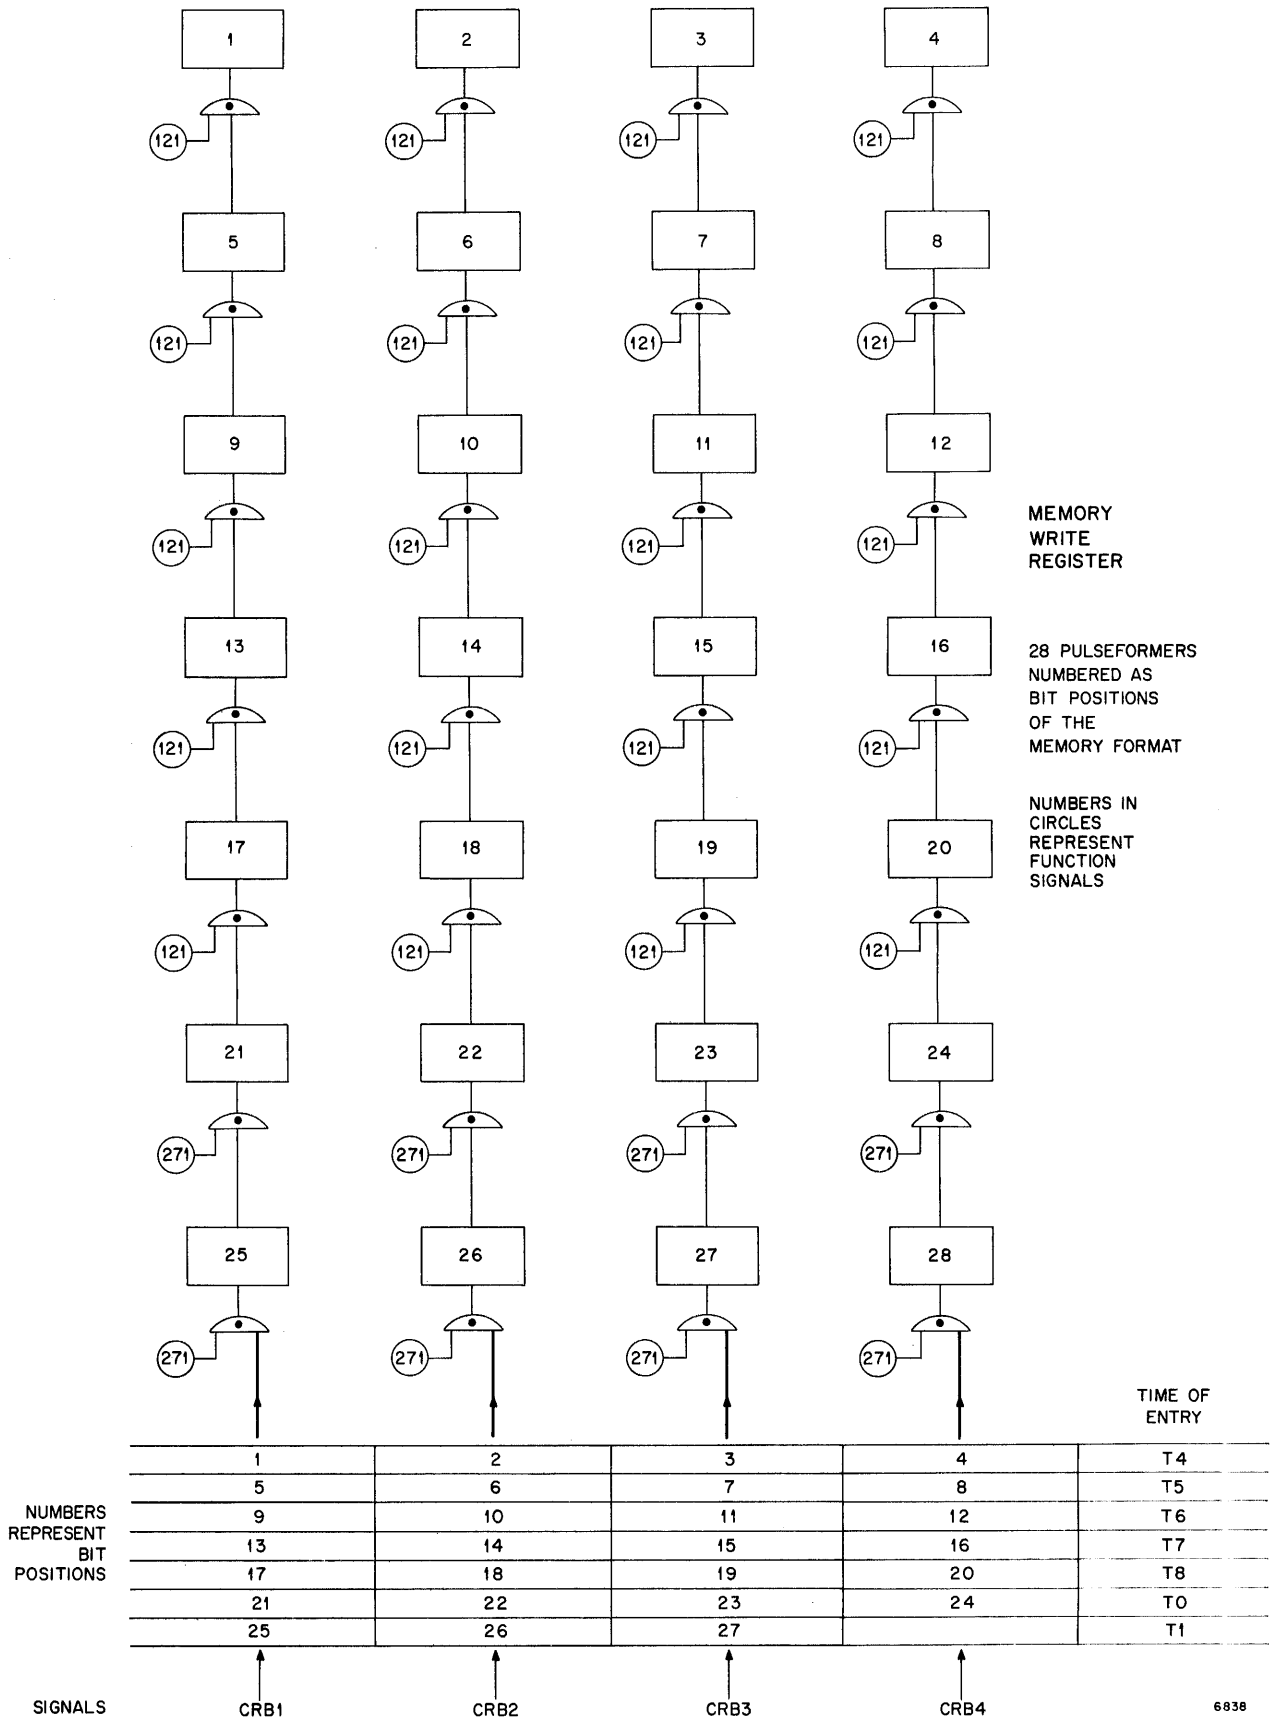 1 2 3 4
121 121 121 121
5 6 7 8
121 121 121 121
9 10 11 12
121 121 121 121
MEMORY
WRITE
REGISTER
13 14 15 16
28 PULSEFORMERS
NUMBERED AS
BIT POSITIONS
OF THE
MEMORY FORMAT
121 121 121 121
17 18 19 20
NUMBERS IN
CIRCLES
REPRESENT
FUNCTION
SIGNALS
121 121 121 121
21 22 23 24
271 271 271 271
25 26 27 28
271 271 271 271
TIME OF
ENTRY
1 2 3 4 T4
5 6 7 8 T5
9 10 11 12 T6
13 14 15 16 T7
17 18 19 20 T8
21 22 23 24 T0
25 26 27 T1
NUMBERS
REPRESENT
BIT
POSITIONS
SIGNALS CRB1 CRB2 CRB3 CRB4
6838